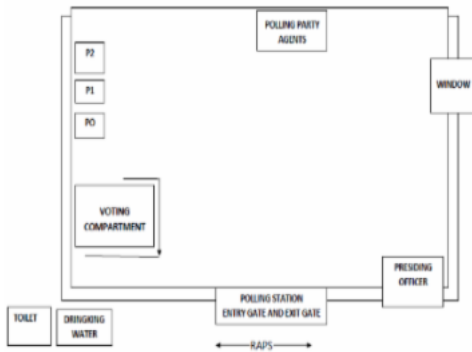 POLLING PARTY
AGENTS
P2
WINDOW
P1
PO
VOTING
COMPARTMENT
PRESIDING
OFFICER
POLLING STATION
ENTRY GATE AND EXIT GATE
TOILET
DRINGKING
WATER
RAPS